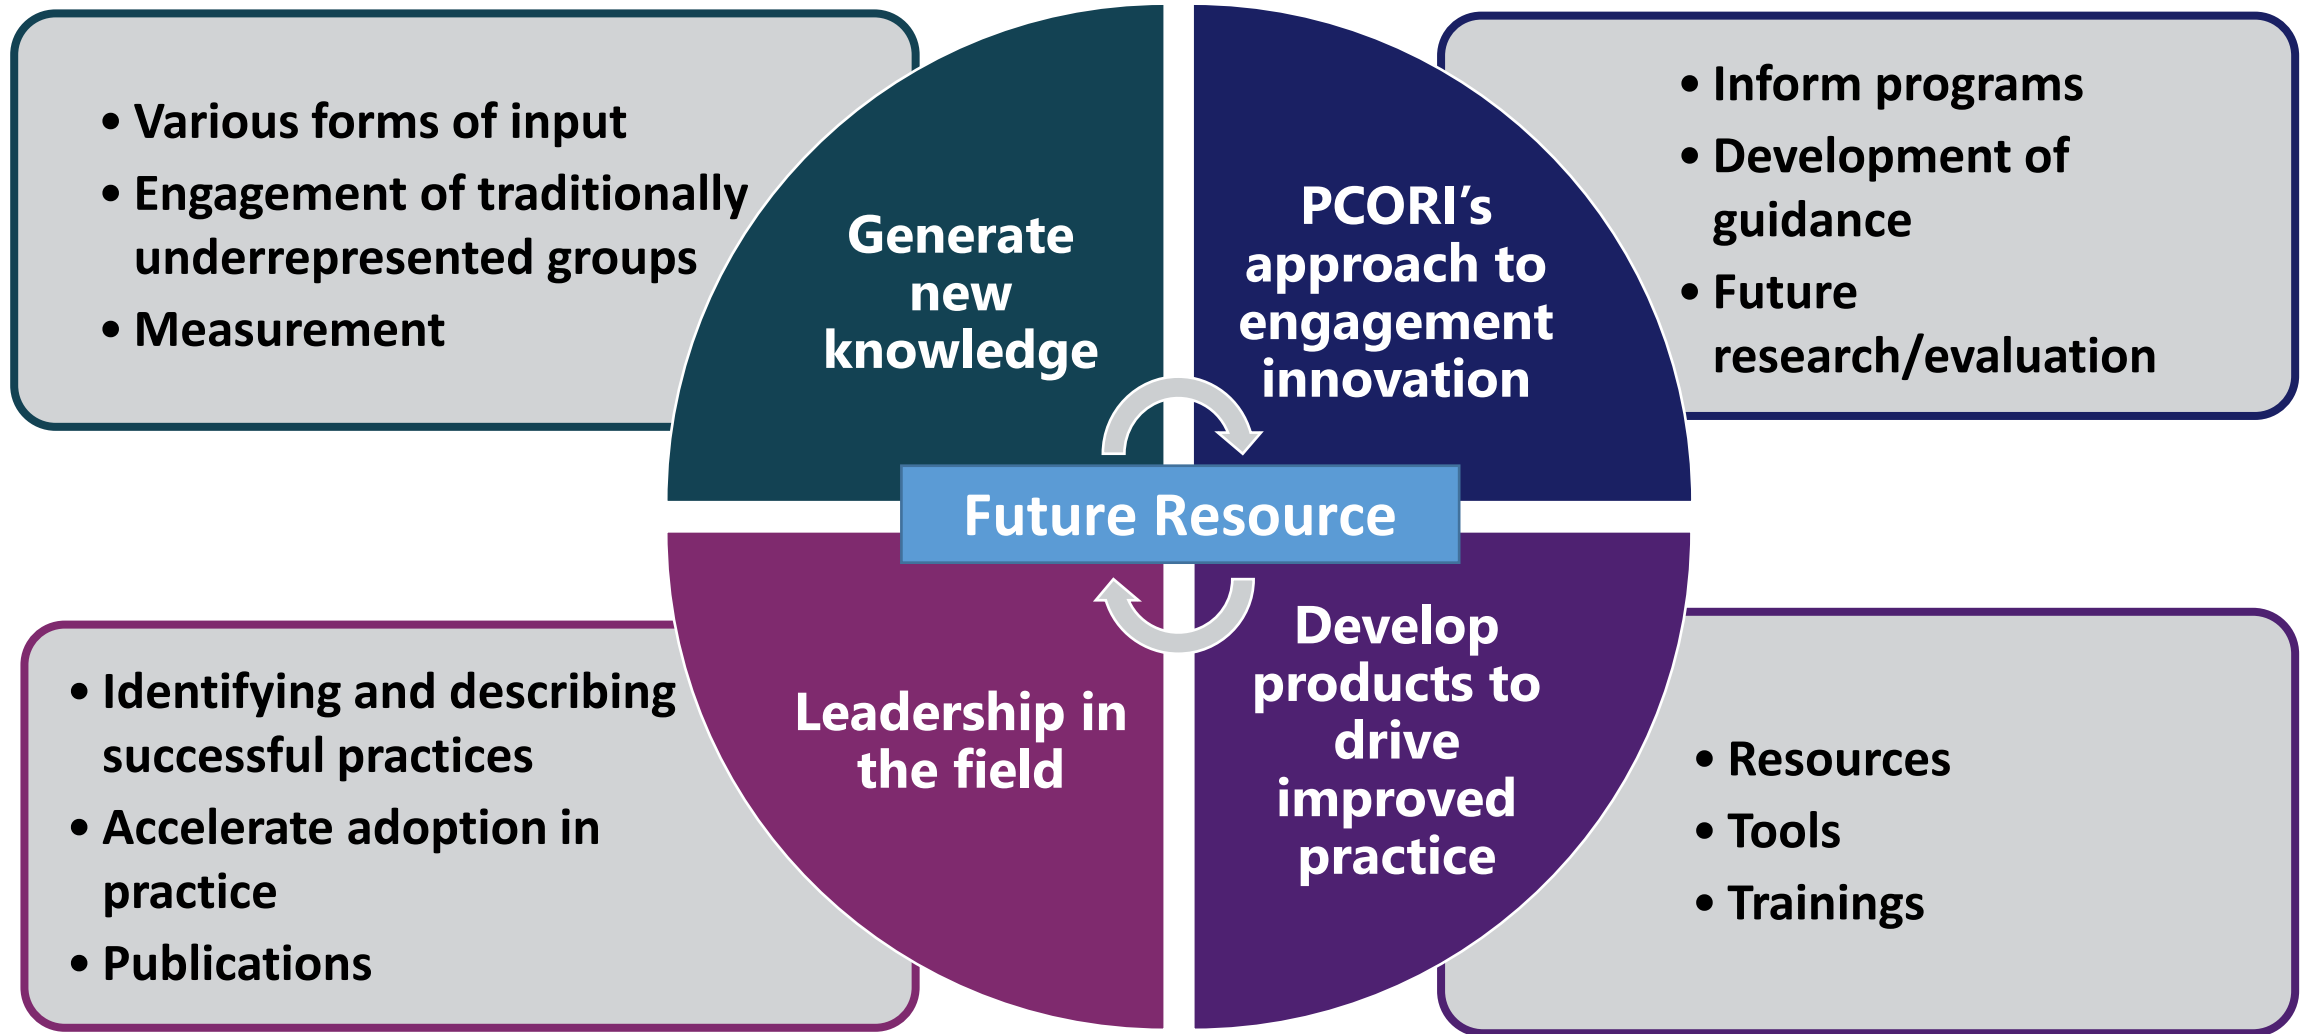 • Various forms of input
• Engagement of traditionally
underrepresented groups
• Measurement
Generate
new
knowledge
PCORI’s
approach to
engagement
innovation
• Inform programs
• Development of
guidance
• Future
research/evaluation
Future Resource
• Identifying and describing
successful practices
• Accelerate adoption in
practice
• Publications
Leadership in
the field
Develop
products to
drive
improved
practice
• Resources
• Tools
• Trainings